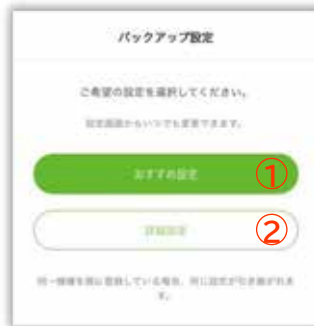 バックアップ設定
ご希望の設定を選択してください。
設定画面からいつでも変更できます。
おすすめ設定
①
詳細設定
②
同一機種を既に登録している場合、同じ設定が引き継がれま
す。